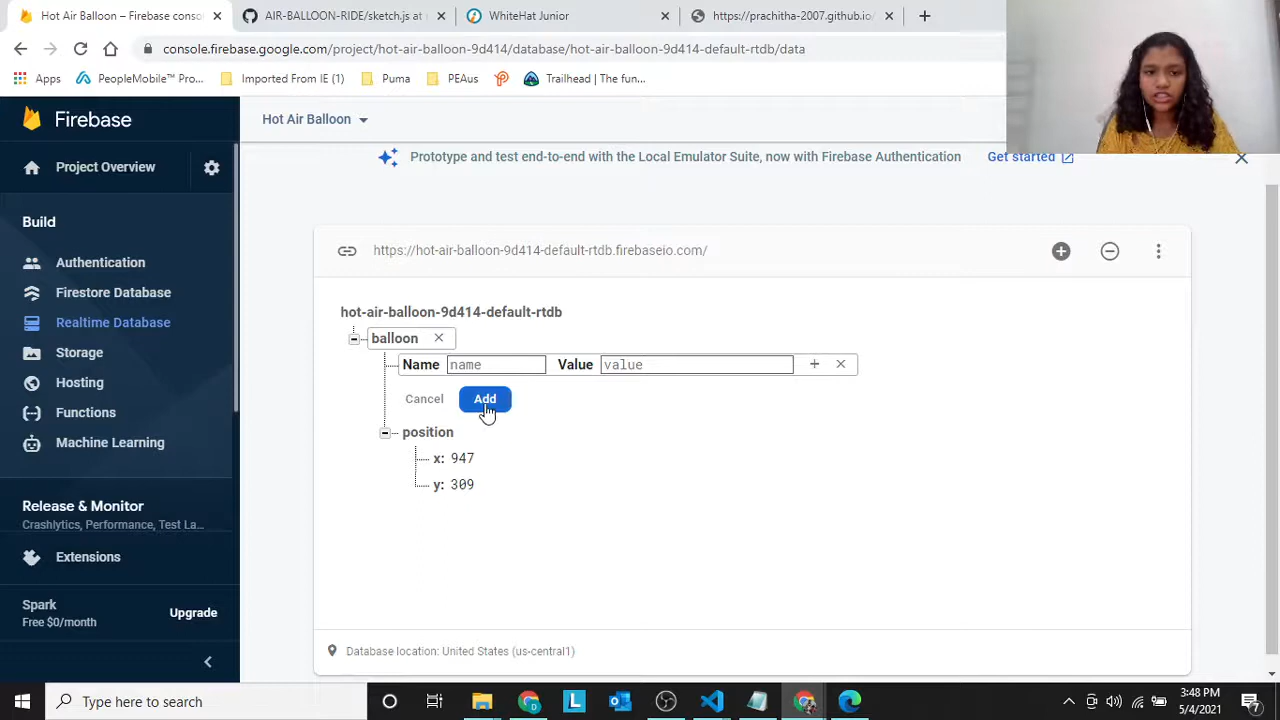 Hot Air Balloon – Firebase conso
AIR-BALLOON-RIDE/sketch.js at
WhiteHat Junior
https://prachitha-2007.github.io/
console.firebase.google.com/project/hot-air-balloon-9d414/database/hot-air-balloon-9d414-default-rtdb/data
Apps
PeopleMobile™ Pro...
Imported From IE (1)
Puma
PEAus
Trailhead | The fun...
Firebase
Hot Air Balloon
Prototype and test end-to-end with the Local Emulator Suite, now with Firebase Authentication
Get started
Project Overview
Build
Authentication
Firestore Database
Realtime Database
Storage
Hosting
Functions
Machine Learning
Release & Monitor
Crashlytics, Performance, Test La...
Extensions
Spark
Free $0/month
Upgrade
https://hot-air-balloon-9d414-default-rtdb.firebaseio.com/
hot-air-balloon-9d414-default-rtdb
balloon
Name name Value value
Cancel Add
position
x: 947
y: 309
Database location: United States (us-central1)
Type here to search
3:48 PM
5/4/2021
7